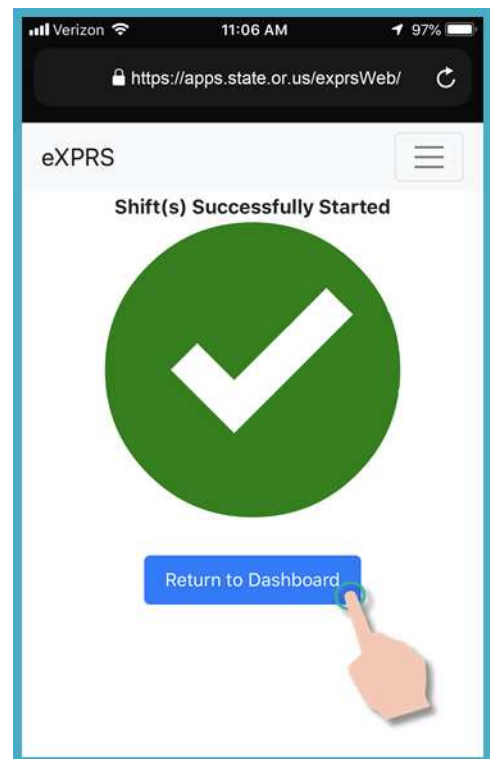 Verizon 11:06 AM 97%
https://apps.state.or.us/exprsWeb/
eXPRS
Shift(s) Successfully Started
Return to Dashboard